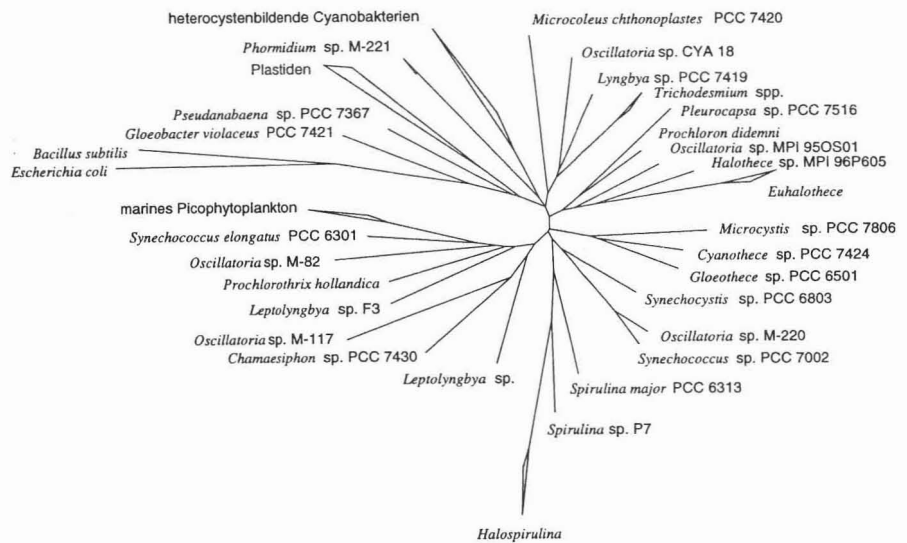 heterocystenbildende Cyanobakterien
Microcoleus chthonoplastes PCC 7420
Phormidium sp. M-221
Oscillatoria sp. CYA 18
Plastiden
Lyngbya sp. PCC 7419
Trichodesmium spp.
Pseudanabaena sp. PCC 7367
Pleurocapsa sp. PCC 7516
Gloeobacter violaceus PCC 7421
Prochloron didemni
Bacillus subtilis
Oscillatoria sp. MPI 95OS01
Escherichia coli
Halothece sp. MPI 96P605
Euhalothece
marines Picophytoplankton
Microcystis sp. PCC 7806
Synechococcus elongatus PCC 6301
Cyanothece sp. PCC 7424
Oscillatoria sp. M-82
Gloeothece sp. PCC 6501
Prochlorothrix hollandica
Synechocystis sp. PCC 6803
Leptolyngbya sp. F3
Oscillatoria sp. M-117
Oscillatoria sp. M-220
Chamaesiphon sp. PCC 7430
Synechococcus sp. PCC 7002
Leptolyngbya sp.
Spirulina major PCC 6313
Spirulina sp. P7
Halospirulina